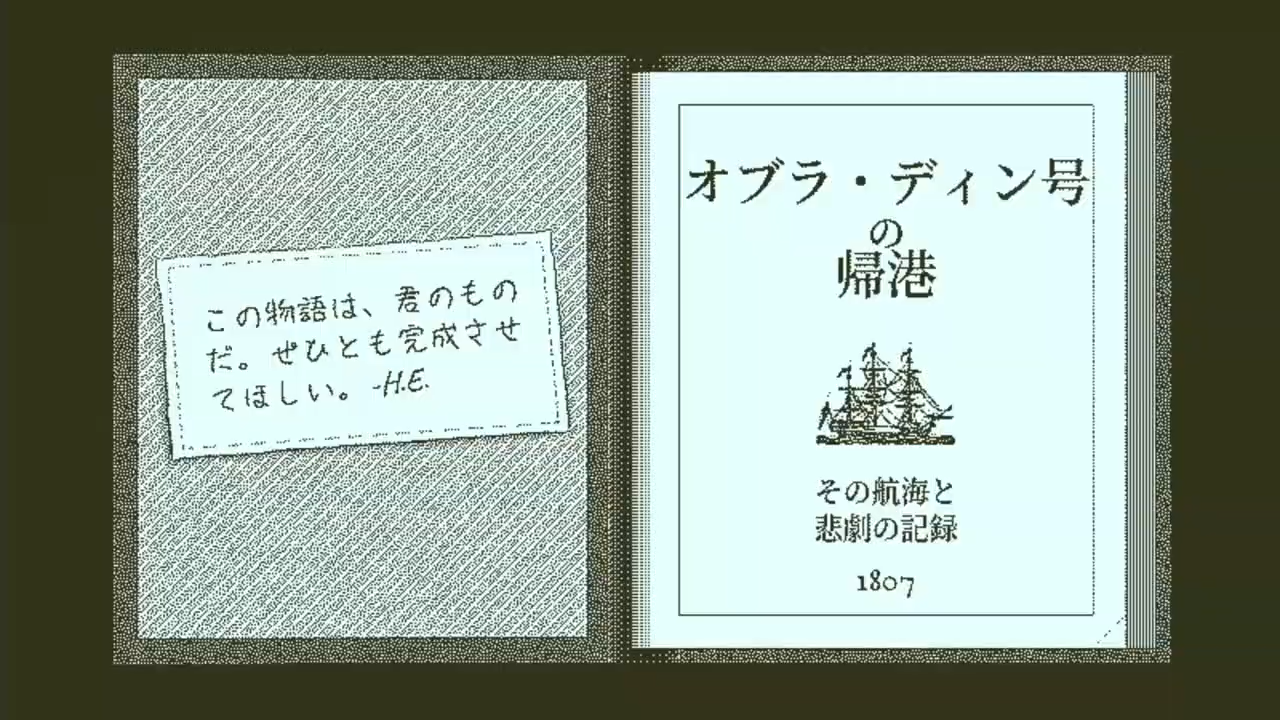 この物語は、君のもの
だ。ぜひとも完成させ
てほしい。-H.E.
オブラ・ディン号
の
帰港
その航海と
悲劇の記録
1807